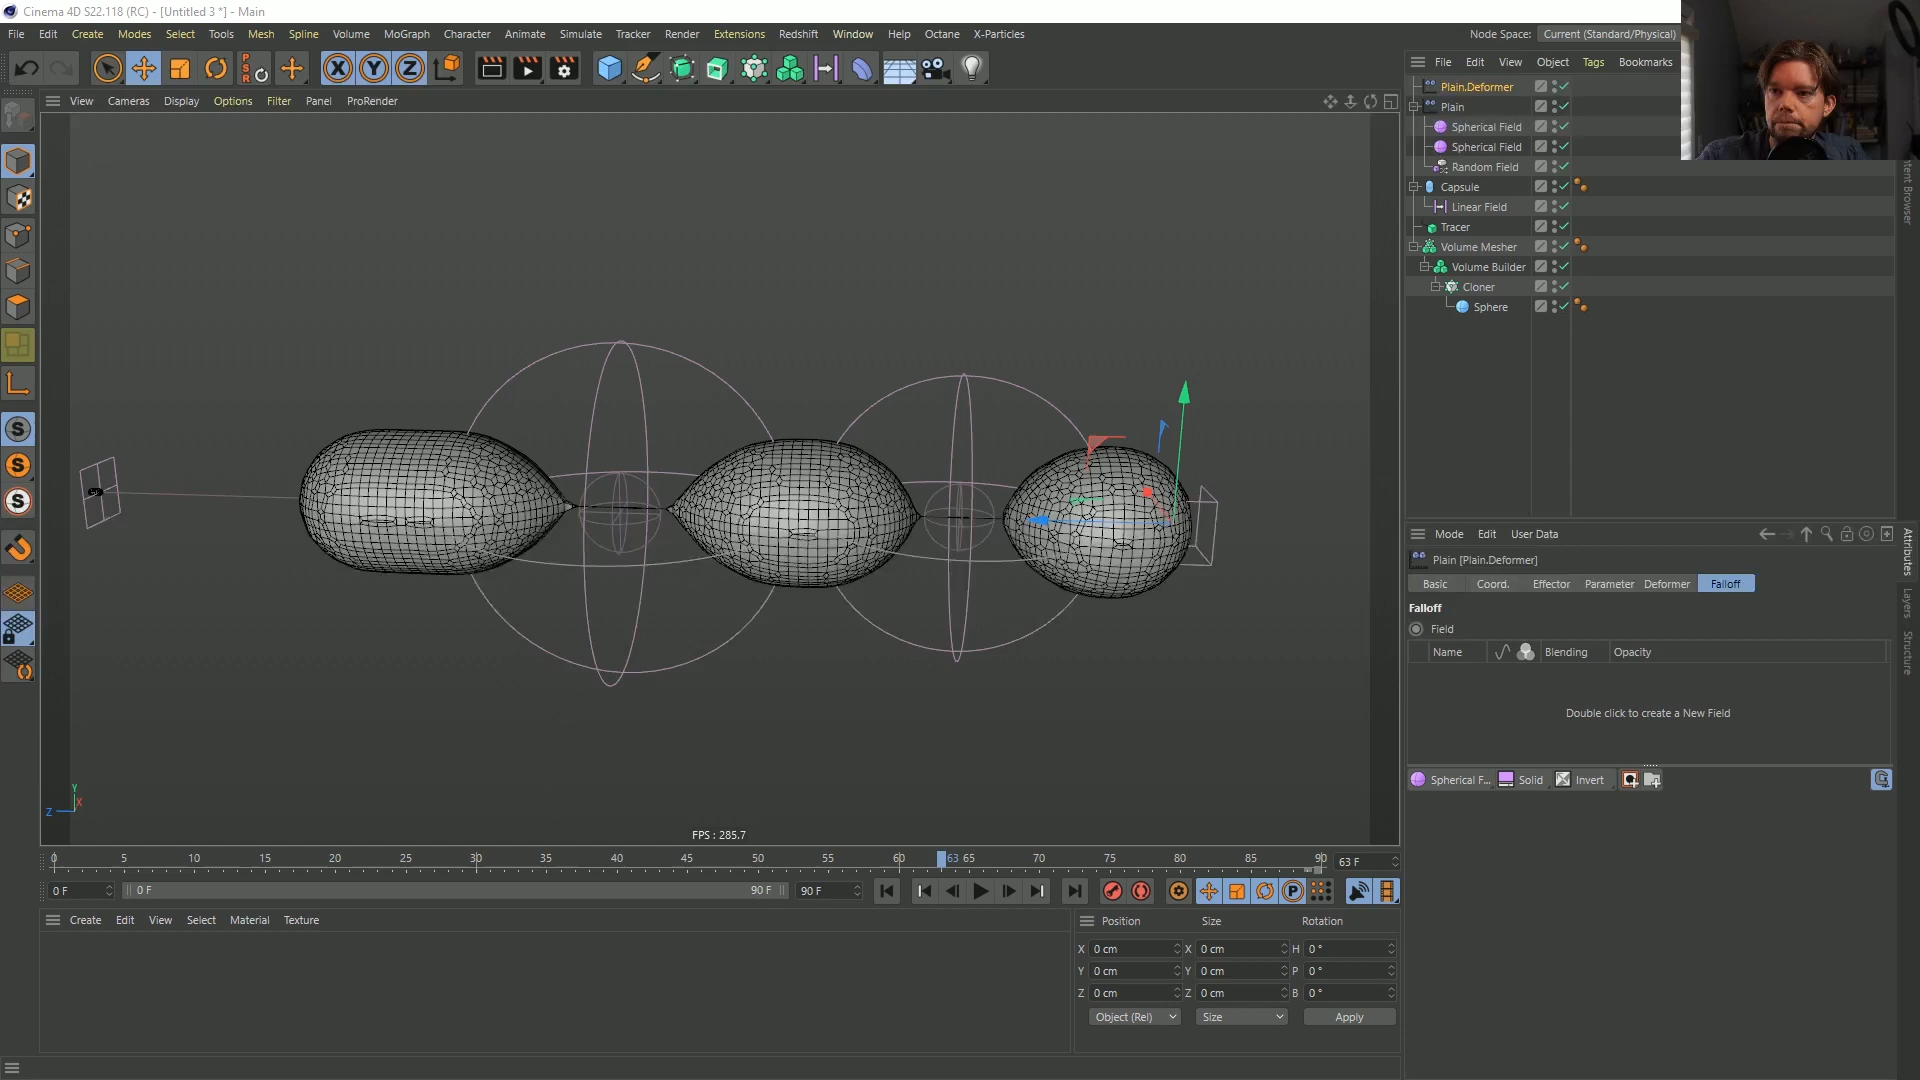 Cinema 4D S22.118 (RC) - [Untitled 3 *] - Main
File Edit Create Modes Select Tools Mesh Spline Volume MoGraph Character Animate Simulate Tracker Render Extensions Redshift Window Help Octane X-Particles
Node Space: Current (Standard/Physical)
P
S
R
X Y Z
File Edit View Object Tags Bookmarks
View Cameras Display Options Filter Panel ProRender
Plain.Deformer
Plain
Spherical Field
Spherical Field
Random Field
Capsule
Linear Field
Tracer
Volume Mesher
Volume Builder
Cloner
Sphere
Content Browser
S
S
S
Mode Edit User Data
Plain [Plain.Deformer]
Basic Coord. Effector Parameter Deformer Falloff
Falloff
Field
Name Blending Opacity
Double click to create a New Field
Spherical F... Solid Invert
Attributes
Layers
Structure
Y
X
Z
FPS : 285.7
0 5 10 15 20 25 30 35 40 45 50 55 60 63 65 70 75 80 85 90 63 F
0 F 0 F 90 F 90 F P
Create Edit View Select Material Texture
Position Size Rotation
X 0 cm X 0 cm H 0 °
Y 0 cm Y 0 cm P 0 °
Z 0 cm Z 0 cm B 0 °
Object (Rel) Size Apply